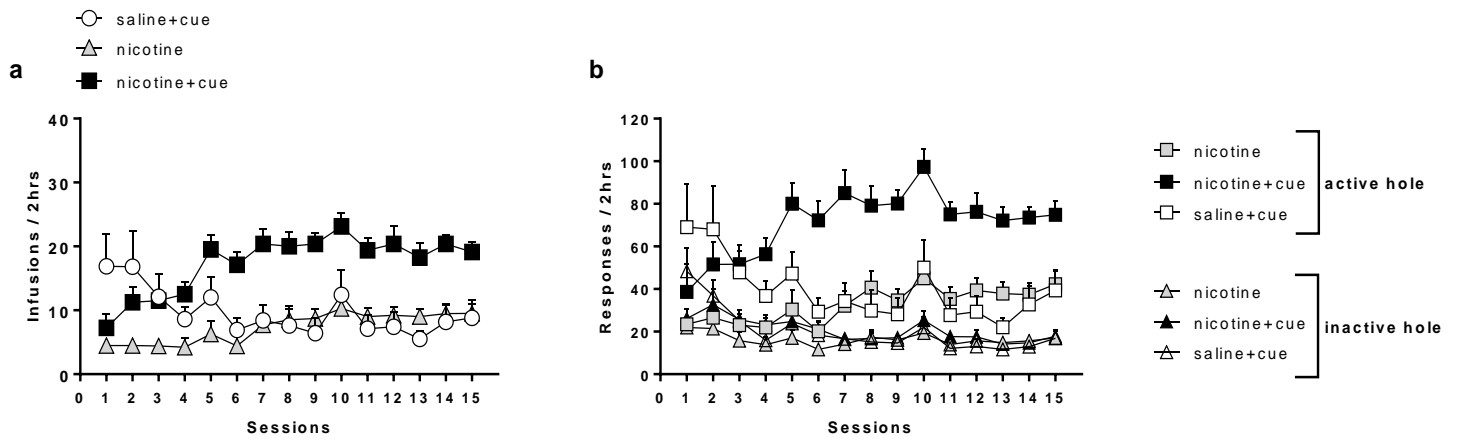 saline+cue
nicotine
nicotine+cue
a
Infusions / 2hrs
40
30
20
10
0
0 1 2 3 4 5 6 7 8 9 10 11 12 13 14 15
Sessions
b
Responses / 2hrs
120
100
80
60
40
20
0
0 1 2 3 4 5 6 7 8 9 10 11 12 13 14 15
Sessions
nicotine
nicotine+cue
saline+cue
active hole
nicotine
nicotine+cue
saline+cue
inactive hole